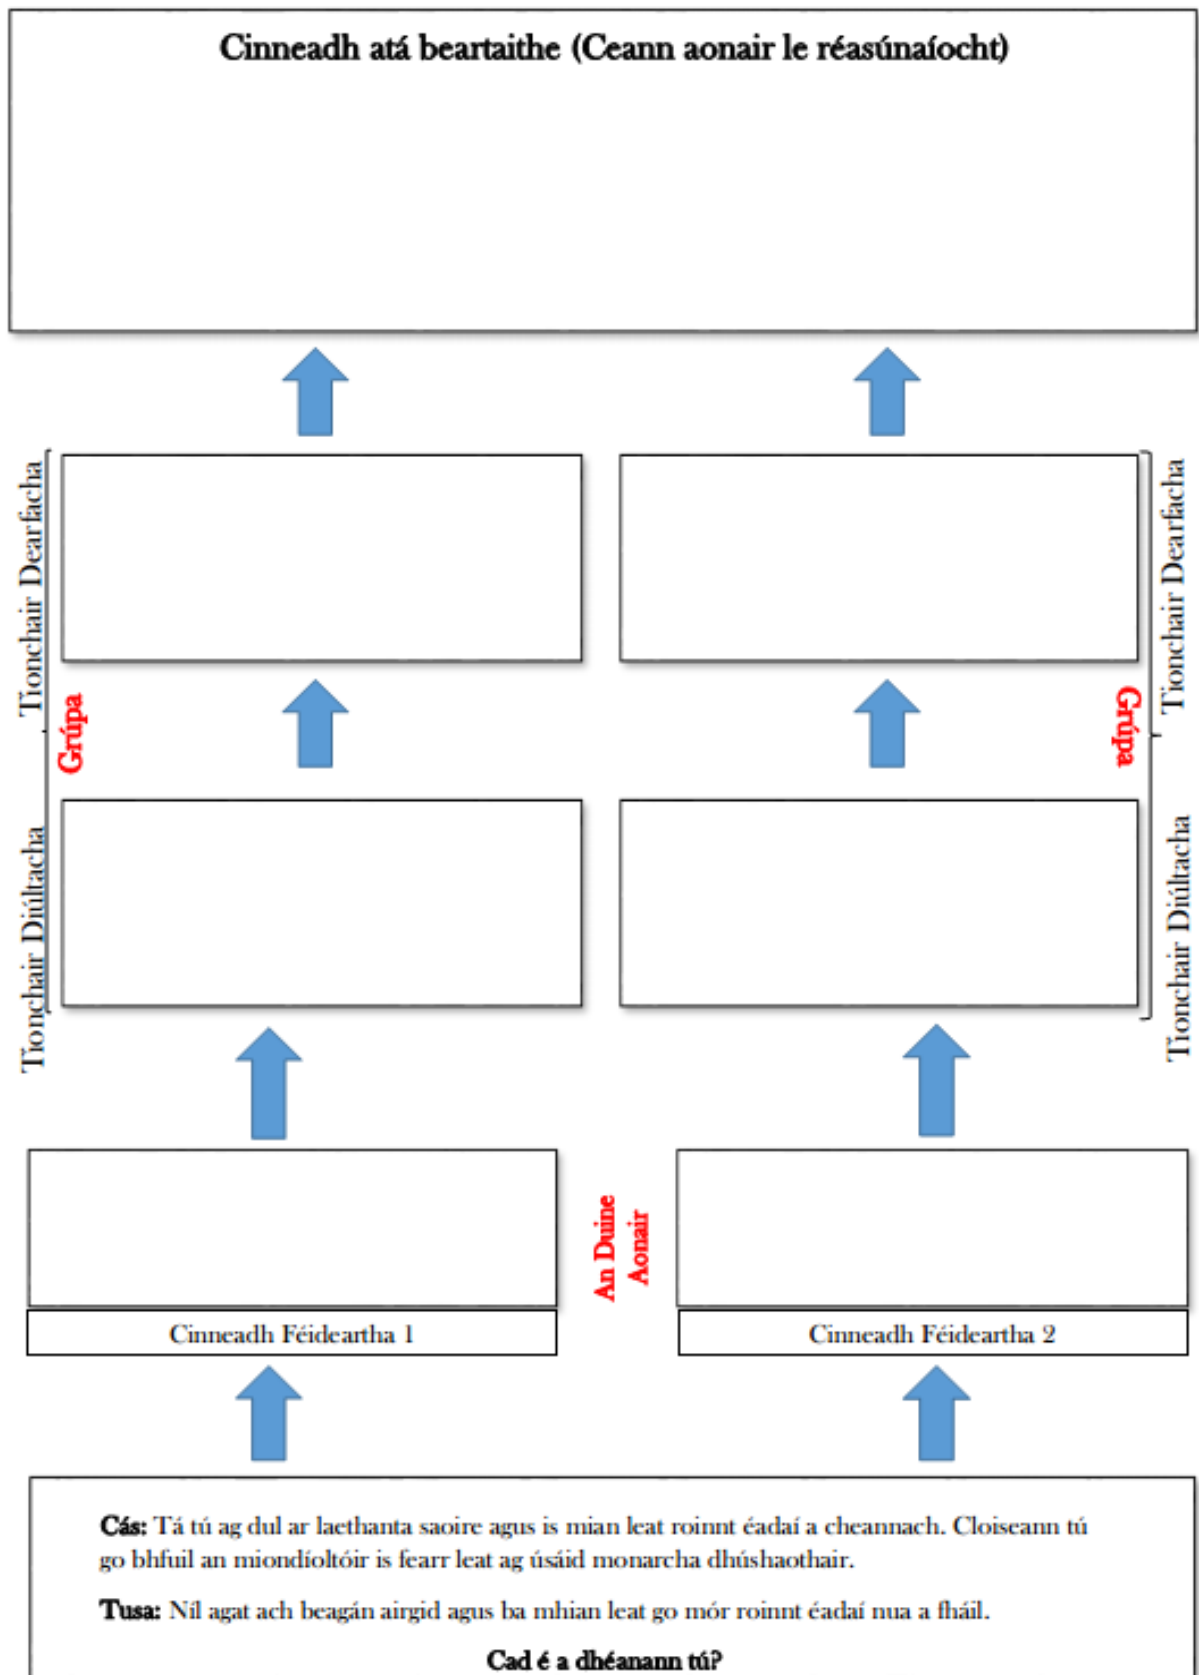 Cinneadh atá beartaithe (Ceann aonair le réasúnaíocht)
Tionchair Dearfacha
Tionchair Dearfacha
Grúpa
Grúpa
Tionchair Diúltacha
Tionchair Diúltacha
An Duine
Aonair
Cinneadh Féideartha 1
Cinneadh Féideartha 2
Cás: Tá tú ag dul ar laethanta saoire agus is mian leat roinnt éadaí a cheannach. Cloiseann tú
go bhfuil an miondíoltóir is fearr leat ag úsáid monarcha dhúshaothair.
Tusa: Níl agat ach beagán airgid agus ba mhian leat go mór roinnt éadaí nua a fháil.
Cad é a dhéanann tú?